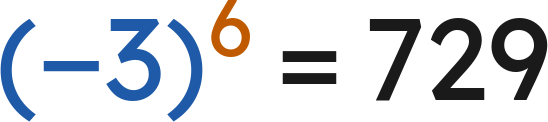 (−3)⁶ = 729